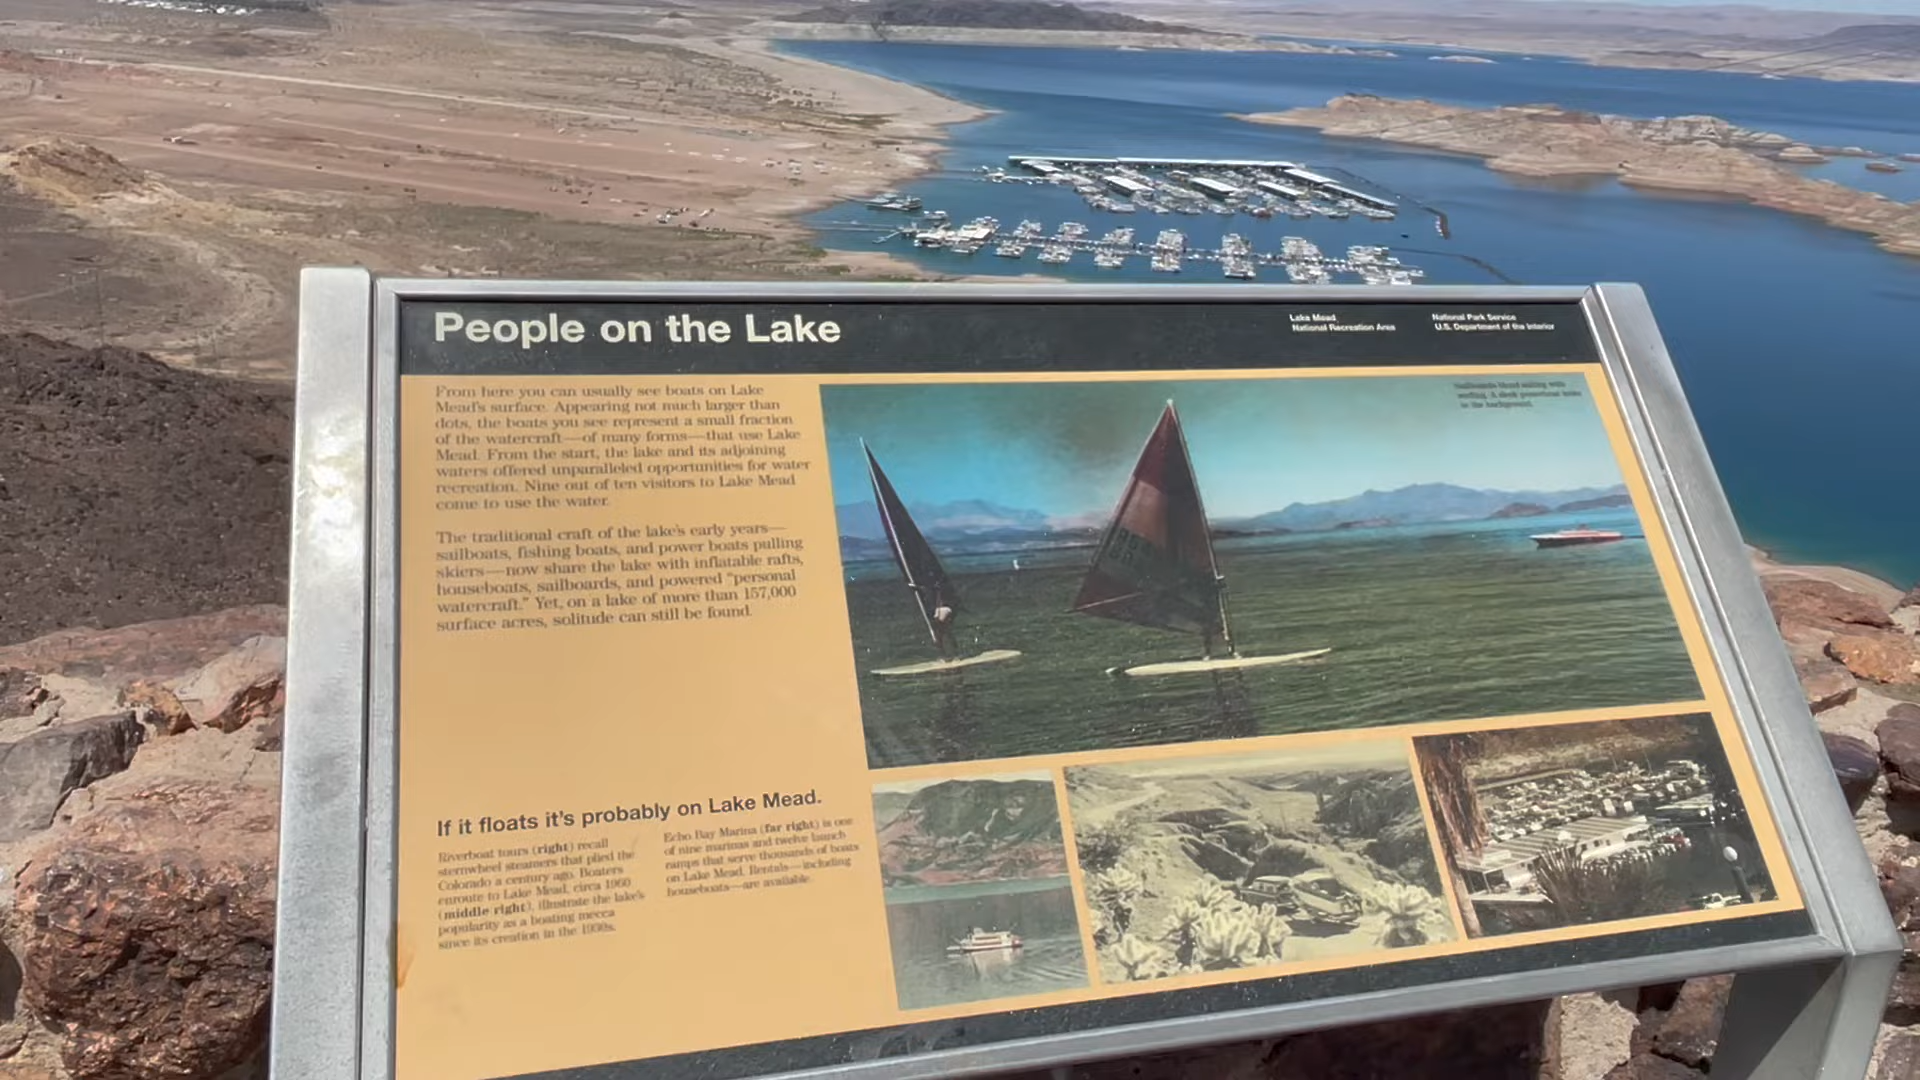 People on the Lake
Lake Mead
National Recreation Area
National Park Service
U.S. Department of the Interior
From here you can usually see boats on Lake
Mead's surface. Appearing not much larger than
dots, the boats you see represent a small fraction
of the watercraft—of many forms—that use Lake
Mead. From the start, the lake and its adjoining
waters offered unparalleled opportunities for water
recreation. Nine out of ten visitors to Lake Mead
come to use the water.
The traditional craft of the lake's early years—
sailboats, fishing boats, and power boats pulling
skiers—now share the lake with inflatable rafts,
houseboats, sailboards, and powered "personal
watercraft." Yet, on a lake of more than 157,000
surface acres, solitude can still be found.
Sailboards blend sailing with
surfing. A sleek powerboat
in the background.
If it floats it's probably on Lake Mead.
Riverboat tours (right) recall
sternwheel steamers that plied the
Colorado a century ago. Boaters
enroute to Lake Mead, circa 1960
(middle right), illustrate the lake's
popularity as a boating mecca
since its creation in the 1930s.
Echo Bay Marina (far right) is one
of nine marinas and twelve launch
ramps that serve thousands of boats
on Lake Mead. Rentals—including
houseboats—are available.